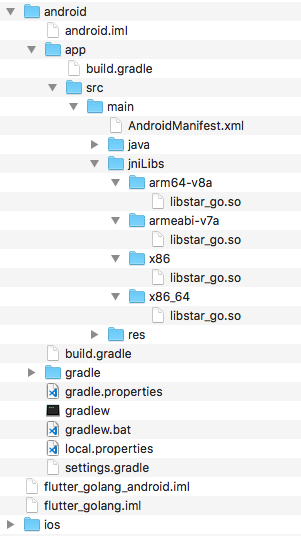 android
android.iml
app
build.gradle
src
main
AndroidManifest.xml
java
jniLibs
arm64-v8a
libstar_go.so
armeabi-v7a
libstar_go.so
x86
libstar_go.so
x86_64
libstar_go.so
res
build.gradle
gradle
gradle.properties
gradlew
gradlew.bat
local.properties
settings.gradle
flutter_golang_android.iml
flutter_golang.iml
ios